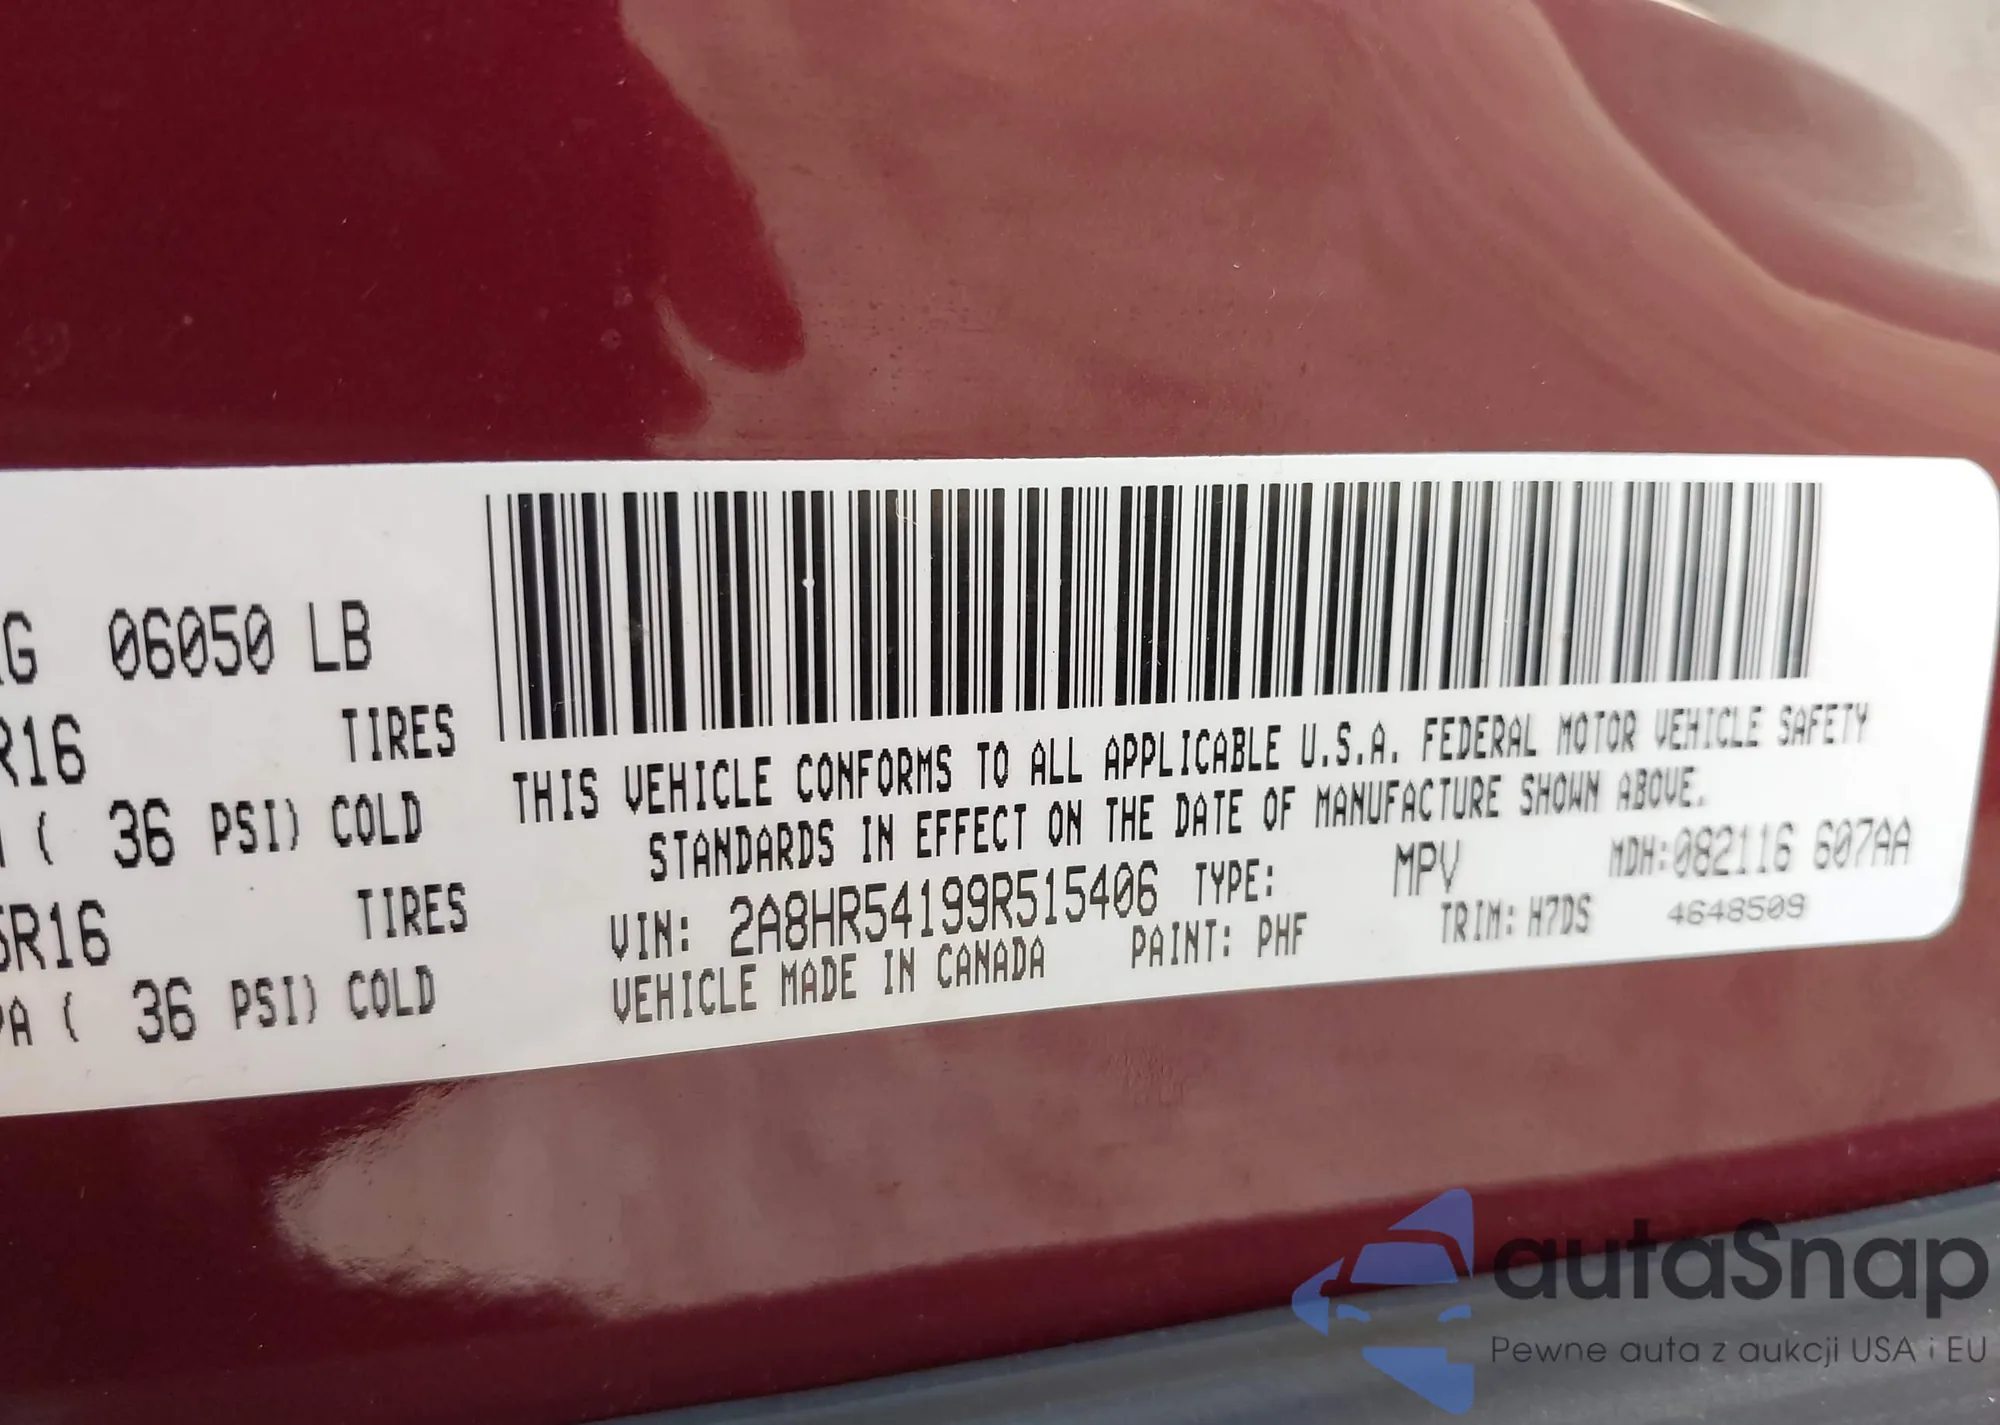 G 06050 LB
R16 TIRES
( 36 PSI) COLD
5R16 TIRES
PA ( 36 PSI) COLD
THIS VEHICLE CONFORMS TO ALL APPLICABLE U.S.A. FEDERAL MOTOR VEHICLE SAFETY
STANDARDS IN EFFECT ON THE DATE OF MANUFACTURE SHOWN ABOVE.
VIN: 2A8HR54199R515406 TYPE: MPV MDH:082116 607AA
VEHICLE MADE IN CANADA PAINT: PHF TRIM: H7DS 4648509
autaSnap
Pewne auta z aukcji USA i EU